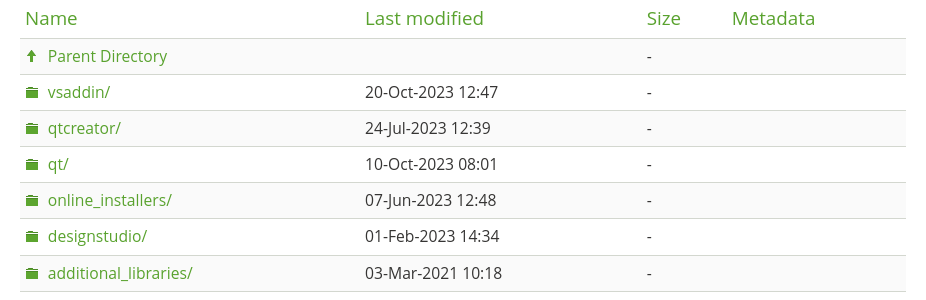 Name Last modified Size Metadata
Parent Directory -
vsaddin/ 20-Oct-2023 12:47 -
qtcreator/ 24-Jul-2023 12:39 -
qt/ 10-Oct-2023 08:01 -
online_installers/ 07-Jun-2023 12:48 -
designstudio/ 01-Feb-2023 14:34 -
additional_libraries/ 03-Mar-2021 10:18 -